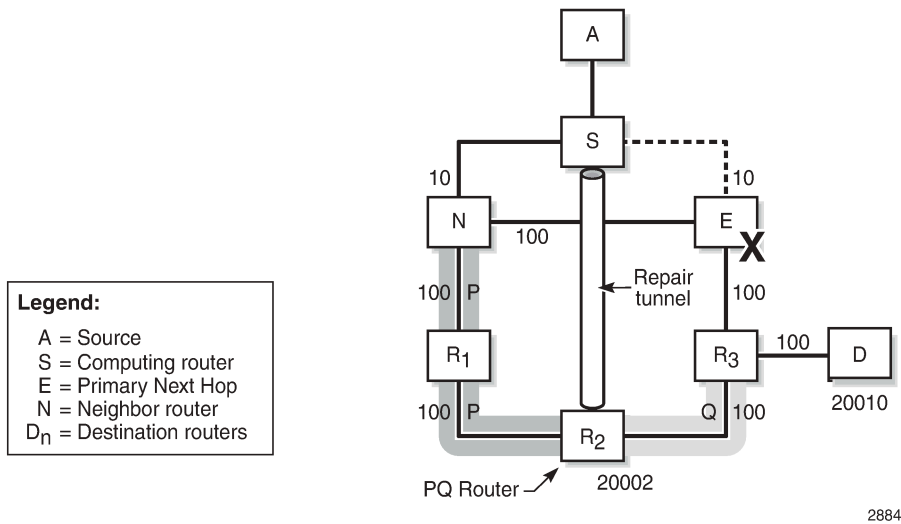 A
S
10
10
N
E
X
100
100
P
Repair
tunnel
100
Legend:
A = Source
S = Computing router
E = Primary Next Hop
N = Neighbor router
Dn = Destination routers
R1
R3
100
D
20010
100
P
Q
100
R2
PQ Router
20002
2884